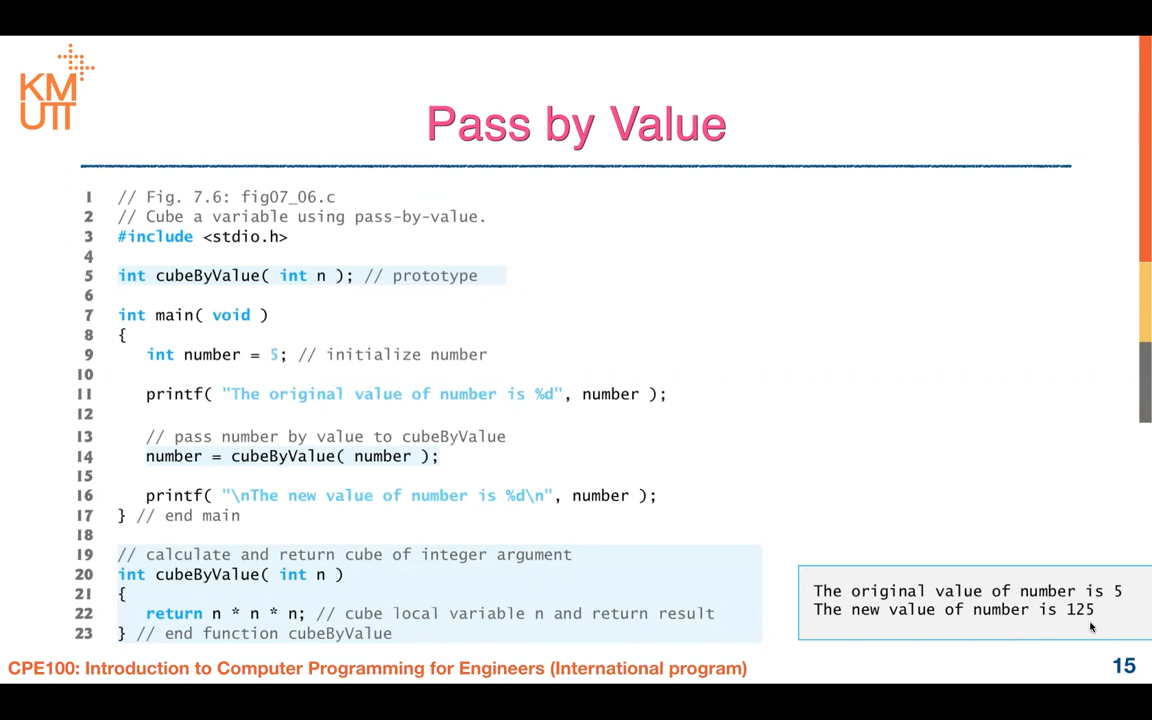 KM
UTT
Pass by Value
1 // Fig. 7.6: fig07_06.c
2 // Cube a variable using pass-by-value.
3 #include <stdio.h>
4
5 int cubeByValue( int n ); // prototype
6
7 int main( void )
8 {
9 int number = 5; // initialize number
10
11 printf( "The original value of number is %d", number );
12
13 // pass number by value to cubeByValue
14 number = cubeByValue( number );
15
16 printf( "\nThe new value of number is %d\n", number );
17 } // end main
18
19 // calculate and return cube of integer argument
20 int cubeByValue( int n )
21 {
22 return n * n * n; // cube local variable n and return result
23 } // end function cubeByValue
The original value of number is 5
The new value of number is 125
CPE100: Introduction to Computer Programming for Engineers (International program)
15